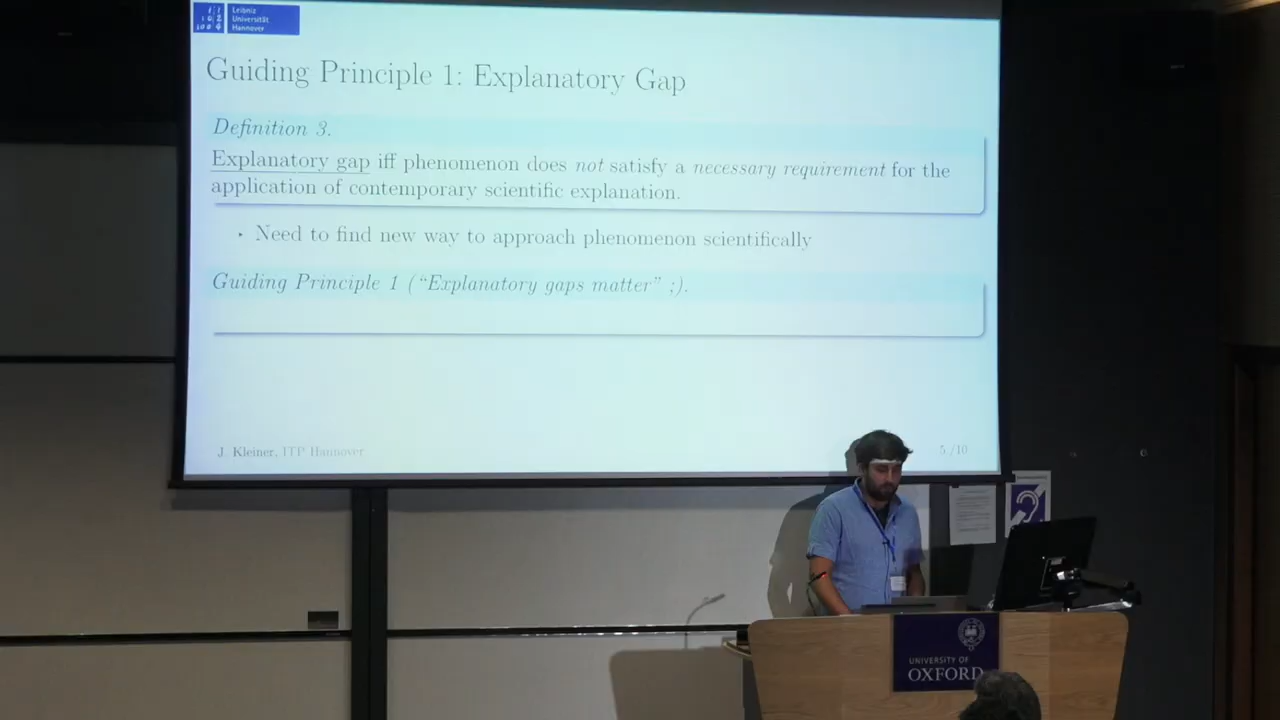 Leibniz
Universität
Hannover
Guiding Principle 1: Explanatory Gap
Definition 3.
Explanatory gap iff phenomenon does not satisfy a necessary requirement for the
application of contemporary scientific explanation.
• Need to find new way to approach phenomenon scientifically
Guiding Principle 1 (“Explanatory gaps matter” ;).
J. Kleiner, ITP Hannover
5 /10
UNIVERSITY OF
OXFORD